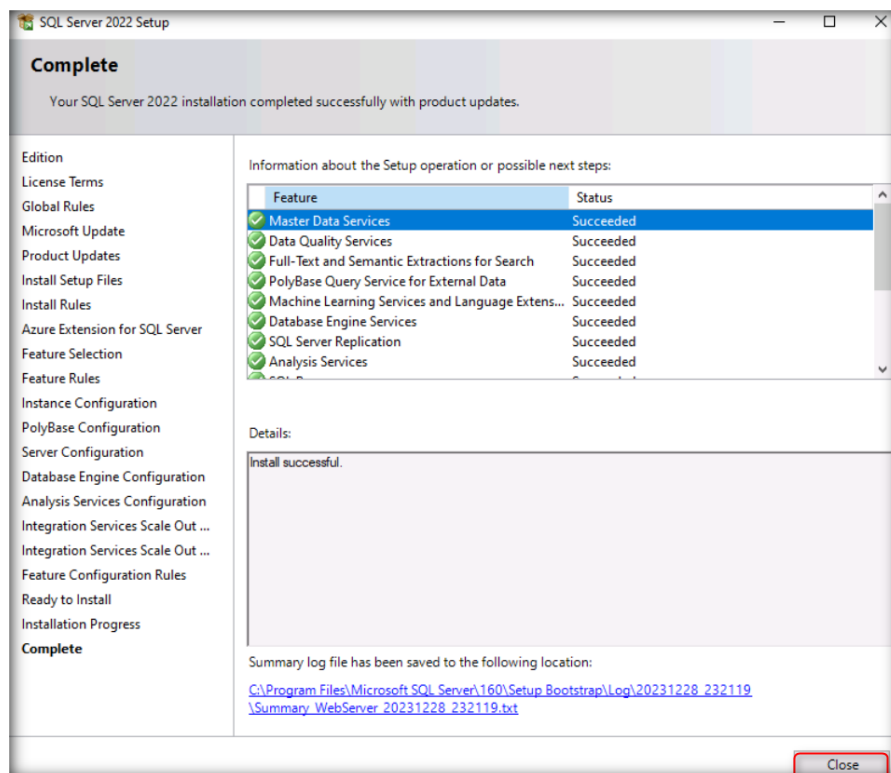 SQL Server 2022 Setup
Complete
Your SQL Server 2022 installation completed successfully with product updates.
Edition
License Terms
Global Rules
Microsoft Update
Product Updates
Install Setup Files
Install Rules
Azure Extension for SQL Server
Feature Selection
Feature Rules
Instance Configuration
PolyBase Configuration
Server Configuration
Database Engine Configuration
Analysis Services Configuration
Integration Services Scale Out ...
Integration Services Scale Out ...
Feature Configuration Rules
Ready to Install
Installation Progress
Complete
Information about the Setup operation or possible next steps:
Feature Status
Master Data Services Succeeded
Data Quality Services Succeeded
Full-Text and Semantic Extractions for Search Succeeded
PolyBase Query Service for External Data Succeeded
Machine Learning Services and Language Extens... Succeeded
Database Engine Services Succeeded
SQL Server Replication Succeeded
Analysis Services Succeeded
Details:
Install successful.
Summary log file has been saved to the following location:
C:\Program Files\Microsoft SQL Server\160\Setup Bootstrap\Log\20231228_232119
\Summary_WebServer_20231228_232119.txt
Close